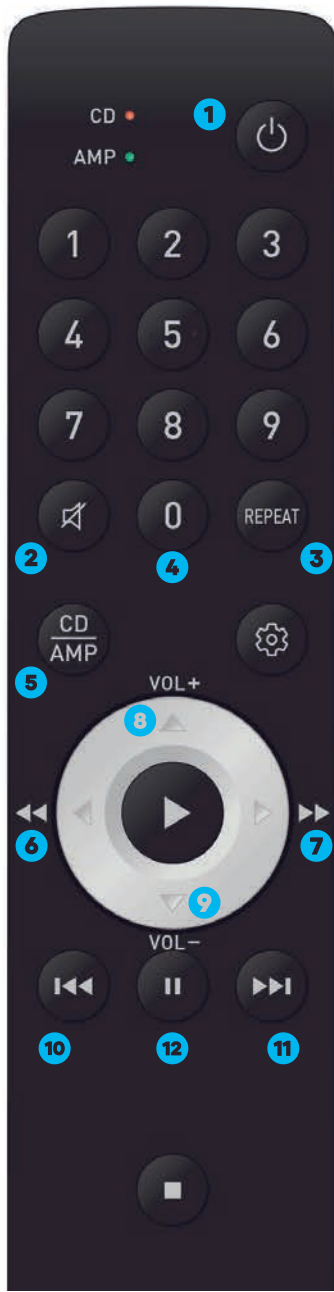 CD
1
AMP
1 2 3
4 5 6
7 8 9
0 REPEAT
2 4 3
CD
AMP
5
VOL+
8
6 7
9
VOL-
10 12 11